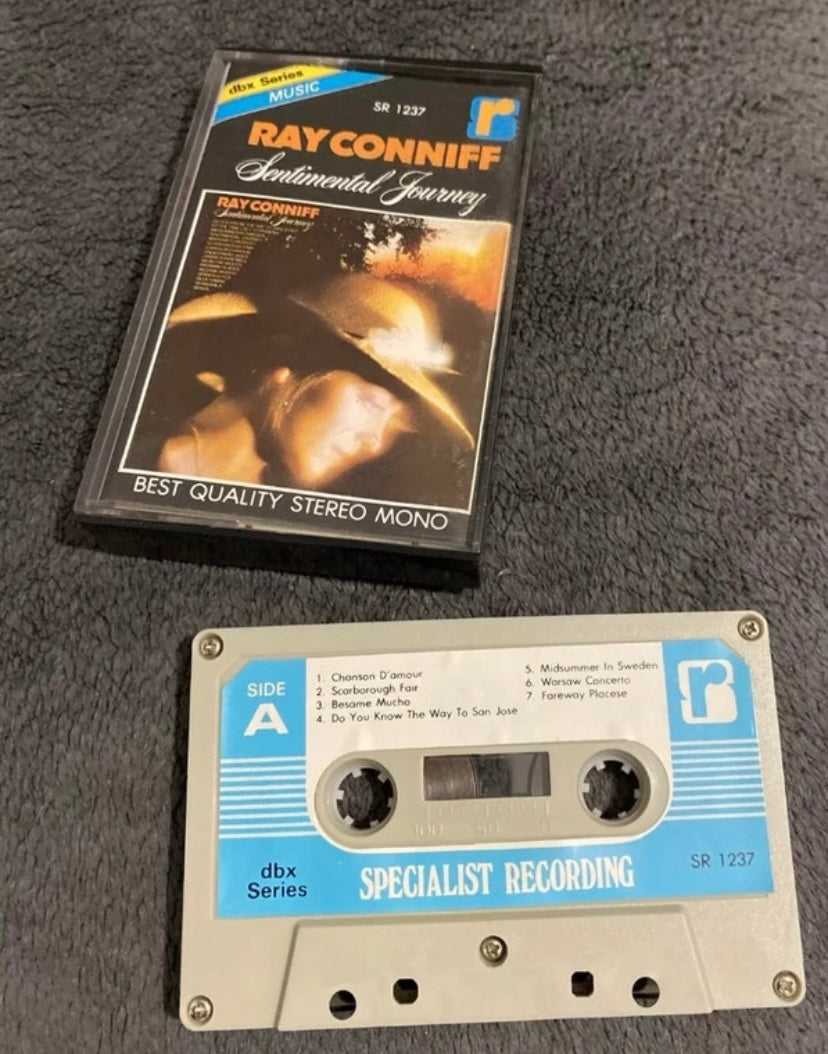 dbx Series
MUSIC
SR 1237
r
RAY CONNIFF
Sentimental Journey
RAY CONNIFF
Sentimental Journey
BEST QUALITY STEREO MONO
SIDE
A
1. Chanson D'amour
2. Scarborough Fair
3. Besame Mucho
4. Do You Know The Way To San Jose
5. Midsummer In Sweden
6. Warsaw Concerto
7. Fareway Placese
r
100 50 0
dbx
Series
SPECIALIST RECORDING
SR 1237